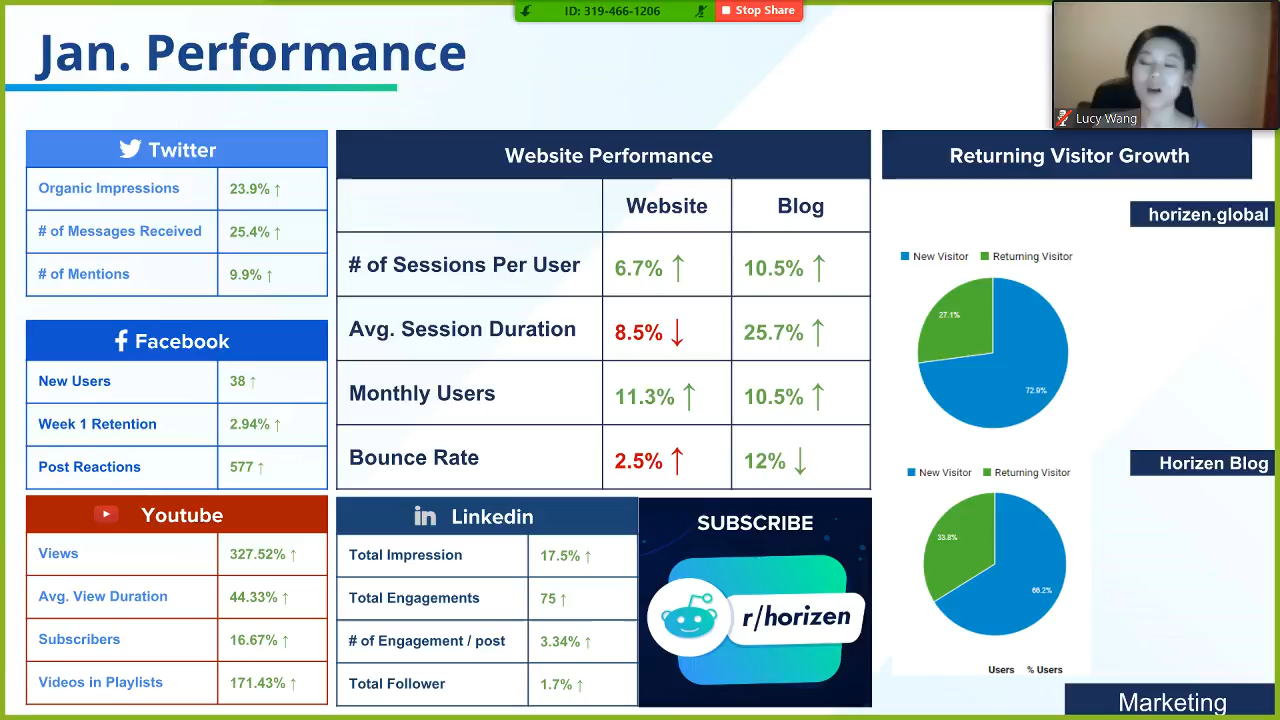 ID: 319-466-1206
Stop Share
Jan. Performance
Lucy Wang
Twitter
Organic Impressions 23.9% ↑
# of Messages Received 25.4% ↑
# of Mentions 9.9% ↑
Facebook
New Users 38 ↑
Week 1 Retention 2.94% ↑
Post Reactions 577 ↑
Youtube
Views 327.52% ↑
Avg. View Duration 44.33% ↑
Subscribers 16.67% ↑
Videos in Playlists 171.43% ↑
Website Performance
Website Blog
# of Sessions Per User 6.7% ↑ 10.5% ↑
Avg. Session Duration 8.5% ↓ 25.7% ↑
Monthly Users 11.3% ↑ 10.5% ↑
Bounce Rate 2.5% ↑ 12% ↓
in Linkedin
Total Impression 17.5% ↑
Total Engagements 75 ↑
# of Engagement / post 3.34% ↑
Total Follower 1.7% ↑
SUBSCRIBE
r/horizen
Returning Visitor Growth
horizen.global
New Visitor Returning Visitor
27.1%
72.9%
Horizen Blog
New Visitor Returning Visitor
33.8%
66.2%
Users % Users
Marketing